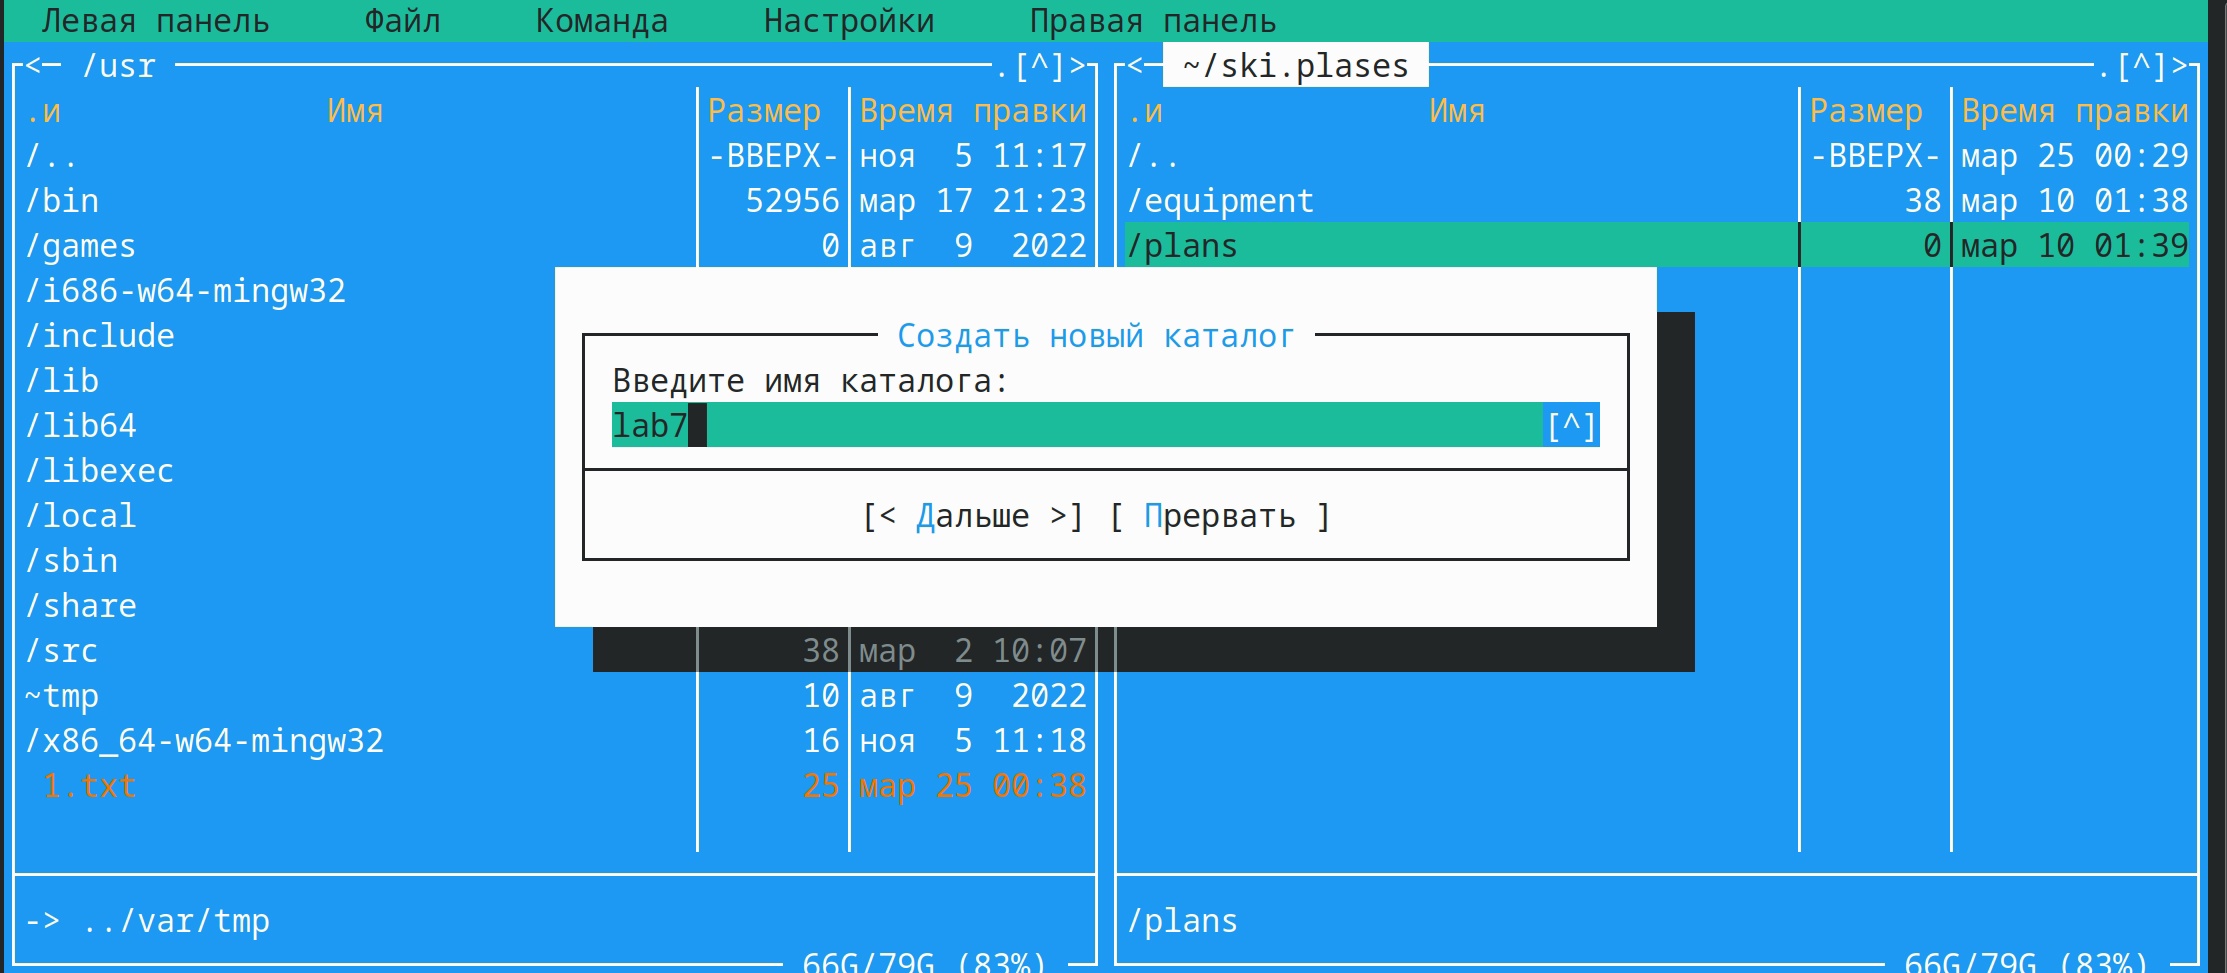 Левая панель Файл Команда Настройки Правая панель
<─ /usr .[^]> <─ ~/ski.plases .[^]>
.и Имя Размер Время правки .и Имя Размер Время правки
/.. -ВВЕРХ- ноя 5 11:17 /.. -ВВЕРХ- мар 25 00:29
/bin 52956 мар 17 21:23 /equipment 38 мар 10 01:38
/games 0 авг 9 2022 /plans 0 мар 10 01:39
/i686-w64-mingw32
/include Создать новый каталог
/lib Введите имя каталога:
/lib64 lab7 [^]
/libexec
/local [< Дальше >] [ Прервать ]
/sbin
/share
/src 38 мар 2 10:07
~tmp 10 авг 9 2022
/x86_64-w64-mingw32 16 ноя 5 11:18
1.txt 25 мар 25 00:38
-> ../var/tmp /plans
66G/79G (83%) 66G/79G (83%)